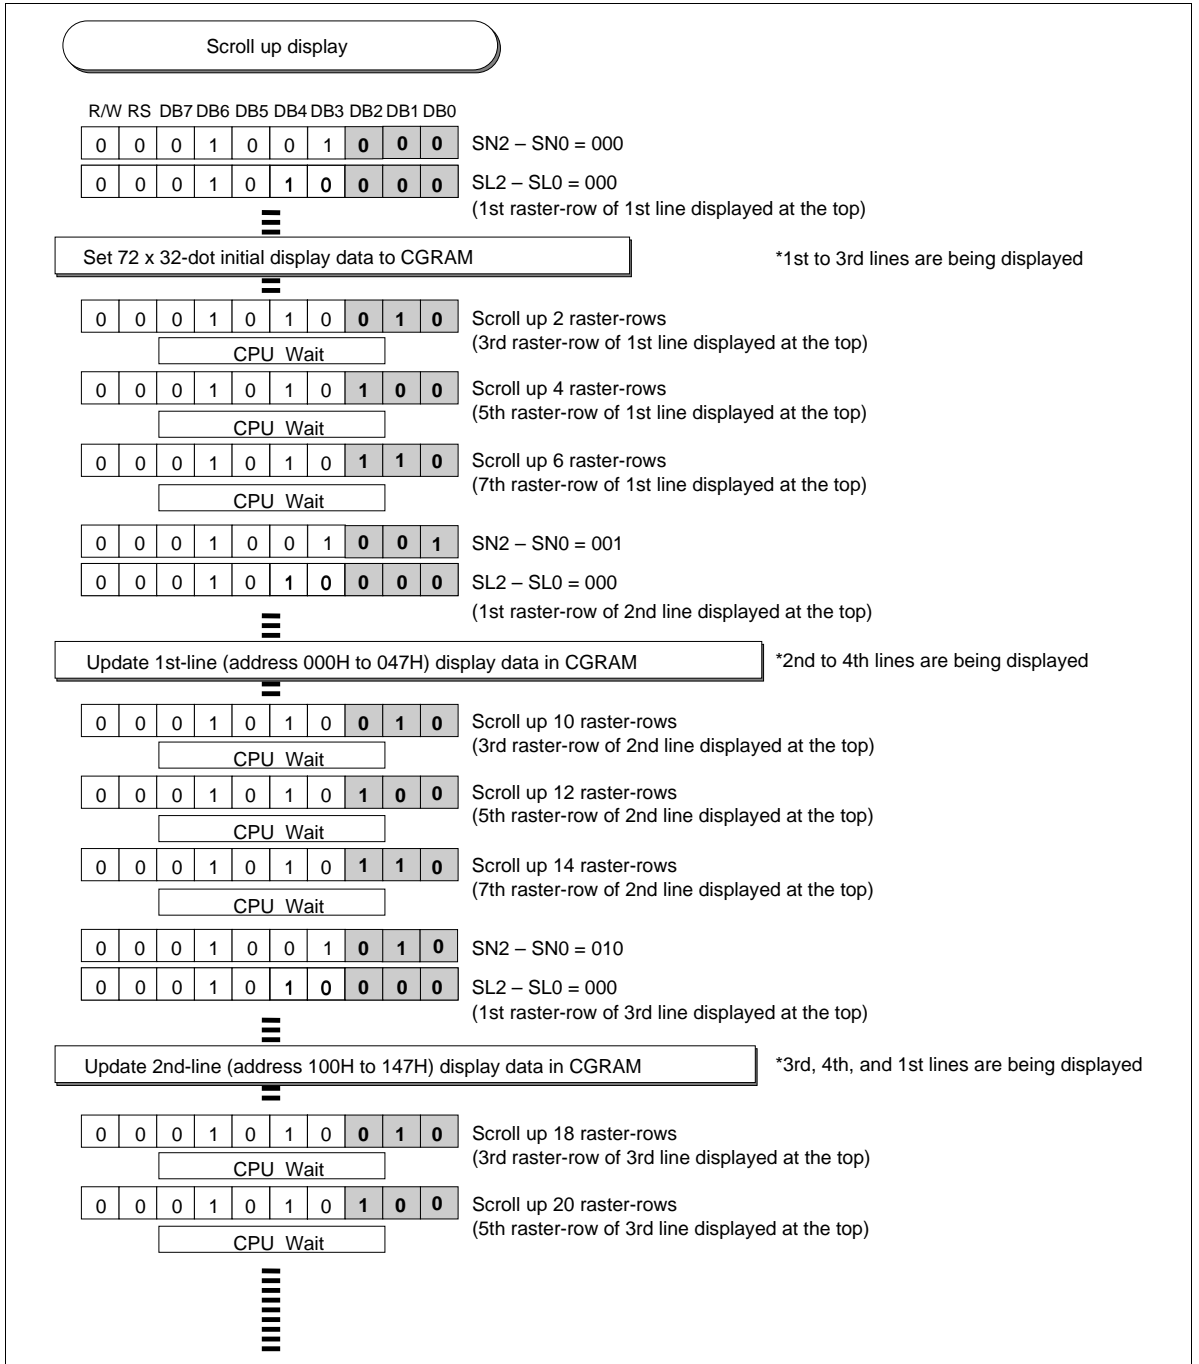 Scroll up display
R/W RS DB7 DB6 DB5 DB4 DB3 DB2 DB1 DB0
0 0 0 1 0 0 1 0 0 0 SN2 – SN0 = 000
0 0 0 1 0 1 0 0 0 0 SL2 – SL0 = 000
(1st raster-row of 1st line displayed at the top)
Set 72 x 32-dot initial display data to CGRAM *1st to 3rd lines are being displayed
0 0 0 1 0 1 0 0 1 0 Scroll up 2 raster-rows
(3rd raster-row of 1st line displayed at the top)
CPU Wait
0 0 0 1 0 1 0 1 0 0 Scroll up 4 raster-rows
(5th raster-row of 1st line displayed at the top)
CPU Wait
0 0 0 1 0 1 0 1 1 0 Scroll up 6 raster-rows
(7th raster-row of 1st line displayed at the top)
CPU Wait
0 0 0 1 0 0 1 0 0 1 SN2 – SN0 = 001
0 0 0 1 0 1 0 0 0 0 SL2 – SL0 = 000
(1st raster-row of 2nd line displayed at the top)
Update 1st-line (address 000H to 047H) display data in CGRAM *2nd to 4th lines are being displayed
0 0 0 1 0 1 0 0 1 0 Scroll up 10 raster-rows
(3rd raster-row of 2nd line displayed at the top)
CPU Wait
0 0 0 1 0 1 0 1 0 0 Scroll up 12 raster-rows
(5th raster-row of 2nd line displayed at the top)
CPU Wait
0 0 0 1 0 1 0 1 1 0 Scroll up 14 raster-rows
(7th raster-row of 2nd line displayed at the top)
CPU Wait
0 0 0 1 0 0 1 0 1 0 SN2 – SN0 = 010
0 0 0 1 0 1 0 0 0 0 SL2 – SL0 = 000
(1st raster-row of 3rd line displayed at the top)
Update 2nd-line (address 100H to 147H) display data in CGRAM *3rd, 4th, and 1st lines are being displayed
0 0 0 1 0 1 0 0 1 0 Scroll up 18 raster-rows
(3rd raster-row of 3rd line displayed at the top)
CPU Wait
0 0 0 1 0 1 0 1 0 0 Scroll up 20 raster-rows
(5th raster-row of 3rd line displayed at the top)
CPU Wait